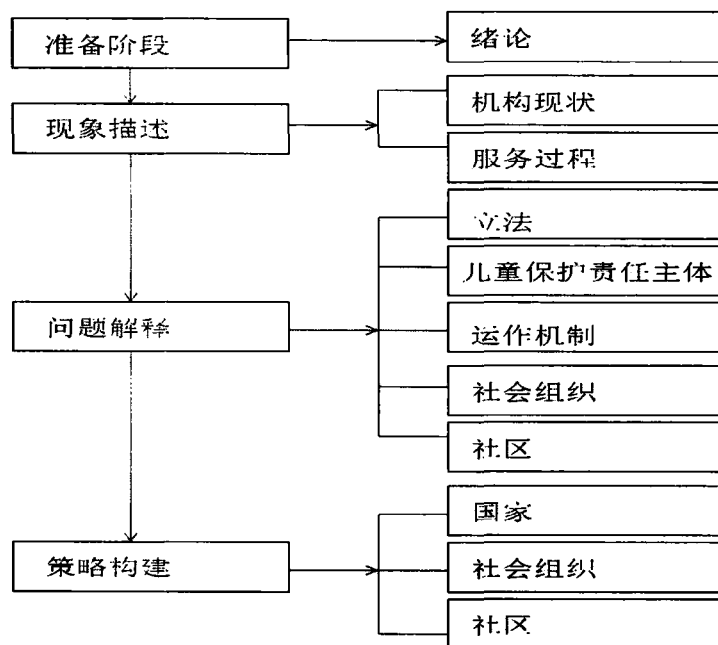 准备阶段
绪论
现象描述
机构现状
服务过程
问题解释
立法
儿童保护责任主体
运作机制
社会组织
社区
策略构建
国家
社会组织
社区